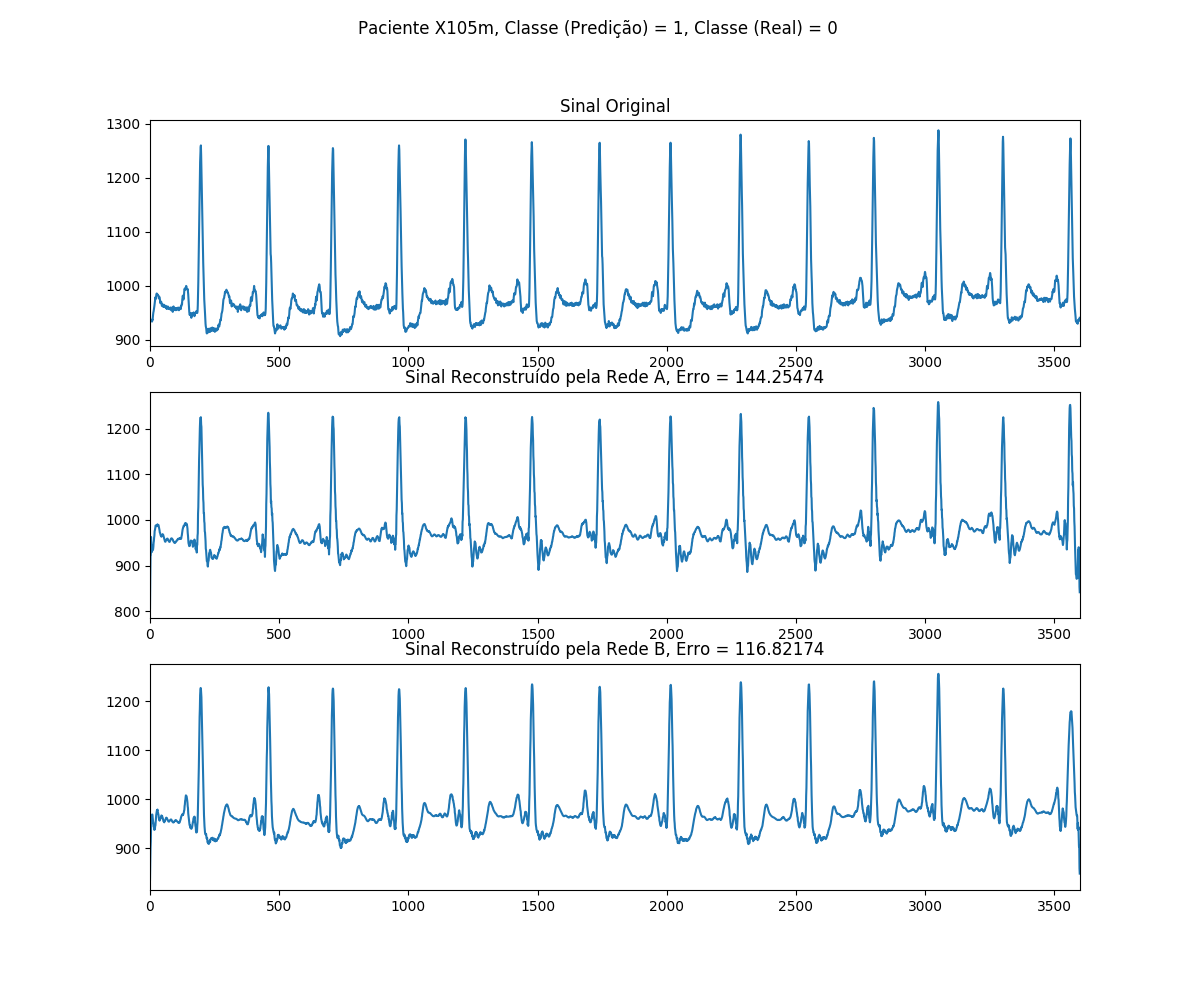 Paciente X105m, Classe (Predição) = 1, Classe (Real) = 0
Sinal Original
1300
1200
1100
1000
900
0 500 1000 1500 2000 2500 3000 3500
Sinal Reconstruído pela Rede A, Erro = 144.25474
1200
1100
1000
900
800
0 500 1000 1500 2000 2500 3000 3500
Sinal Reconstruído pela Rede B, Erro = 116.82174
1200
1100
1000
900
0 500 1000 1500 2000 2500 3000 3500